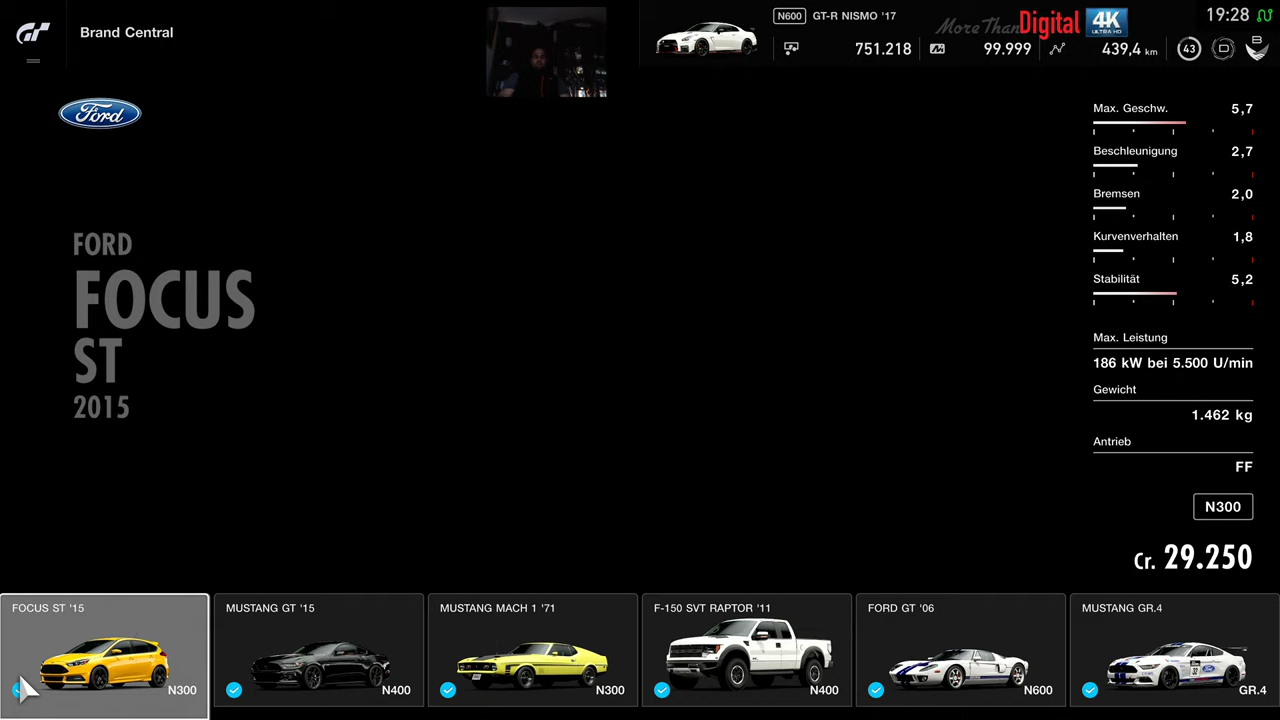 Brand Central
N600 GT-R NISMO '17
751.218 99.999 439,4 km
More Than Digital 4K
ULTRA HD
19:28
43
B
Ford
FORD
FOCUS
ST
2015
Max. Geschw. 5,7
Beschleunigung 2,7
Bremsen 2,0
Kurvenverhalten 1,8
Stabilität 5,2
Max. Leistung
186 kW bei 5.500 U/min
Gewicht
1.462 kg
Antrieb
FF
N300
Cr. 29.250
FOCUS ST '15
N300
MUSTANG GT '15
N400
MUSTANG MACH 1 '71
N300
F-150 SVT RAPTOR '11
N400
FORD GT '06
N600
MUSTANG GR.4
GR.4